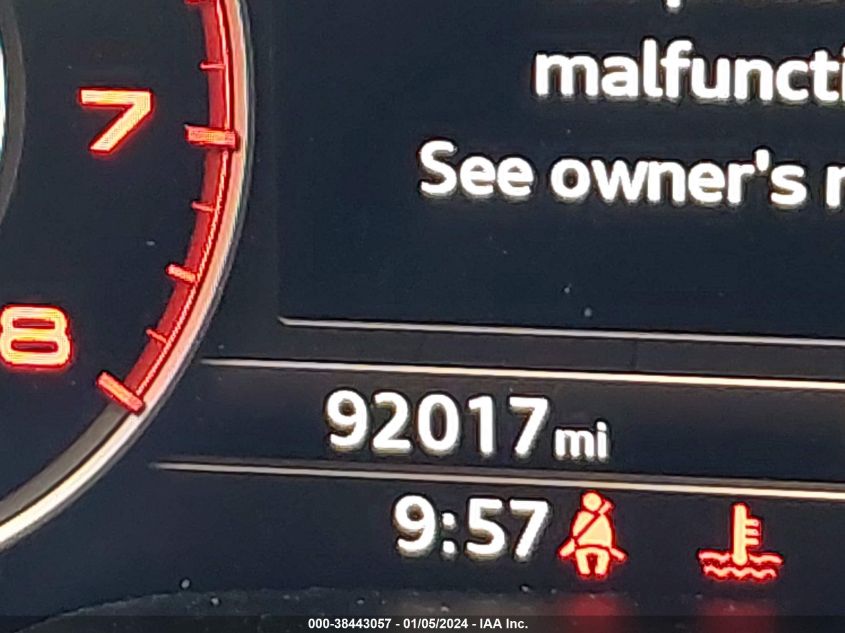 malfuncti
7
See owner's
8
92017 mi
9:57
000-38443057 - 01/05/2024 - IAA Inc.